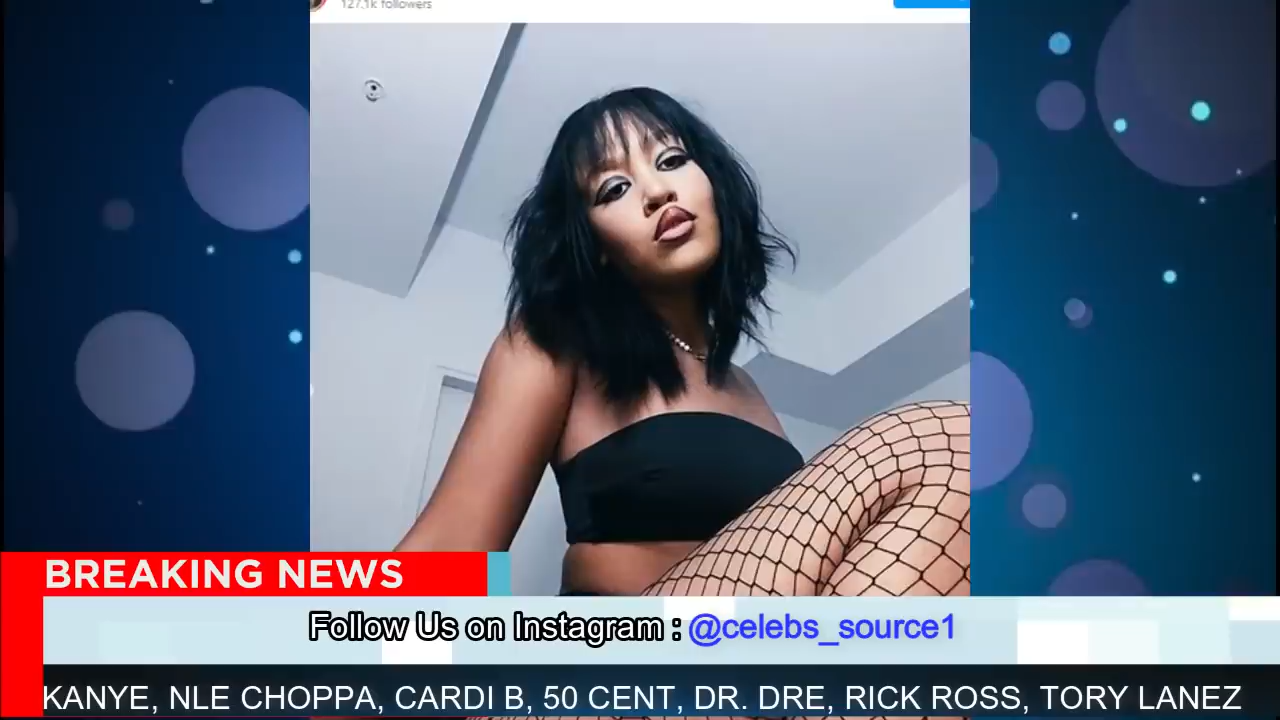 127.1k followers
BREAKING NEWS
Follow Us on Instagram : @celebs_source1
KANYE, NLE CHOPPA, CARDI B, 50 CENT, DR. DRE, RICK ROSS, TORY LANEZ